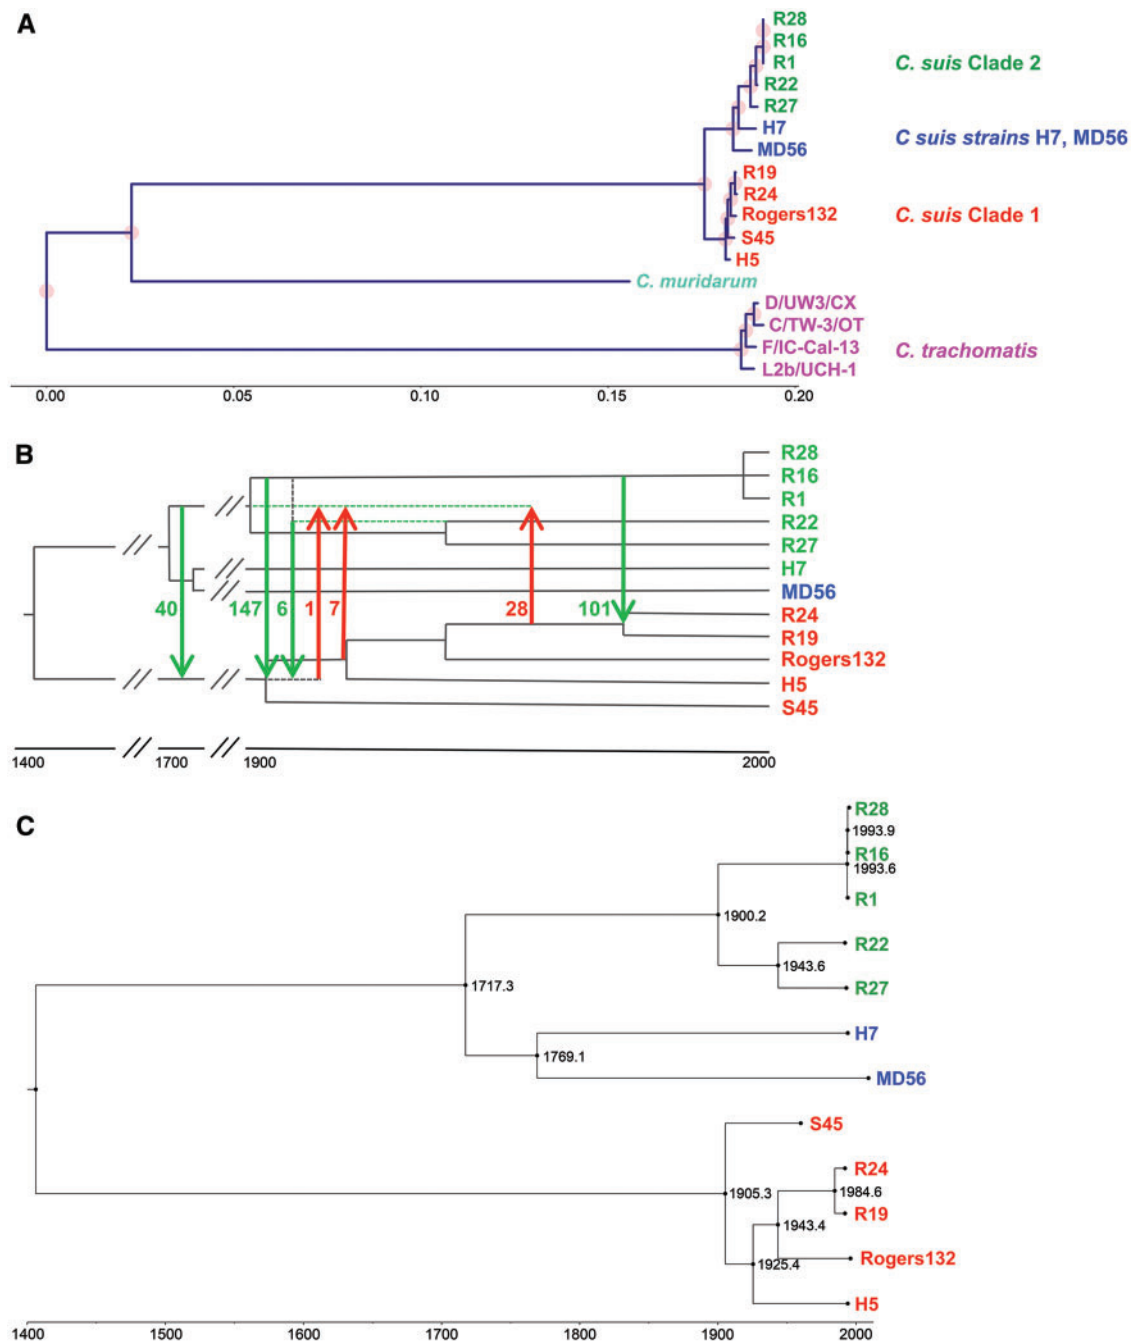 A
R28
R16
R1
R22
R27
C. suis Clade 2
H7
MD56
C suis strains H7, MD56
R19
R24
Rogers132
S45
H5
C. suis Clade 1
C. muridarum
D/UW3/CX
C/TW-3/OT
F/IC-Cal-13
L2b/UCH-1
C. trachomatis
0.00 0.05 0.10 0.15 0.20
B
R28
R16
R1
R22
R27
H7
MD56
R24
R19
Rogers132
H5
S45
40 147 6 1 7 28 101
1400 1700 1900 2000
C
R28
1993.9
R16
1993.6
R1
1900.2
R22
1943.6
R27
1717.3
H7
1769.1
MD56
S45
R24
1984.6
1905.3
R19
1943.4
Rogers132
1925.4
H5
1400 1500 1600 1700 1800 1900 2000